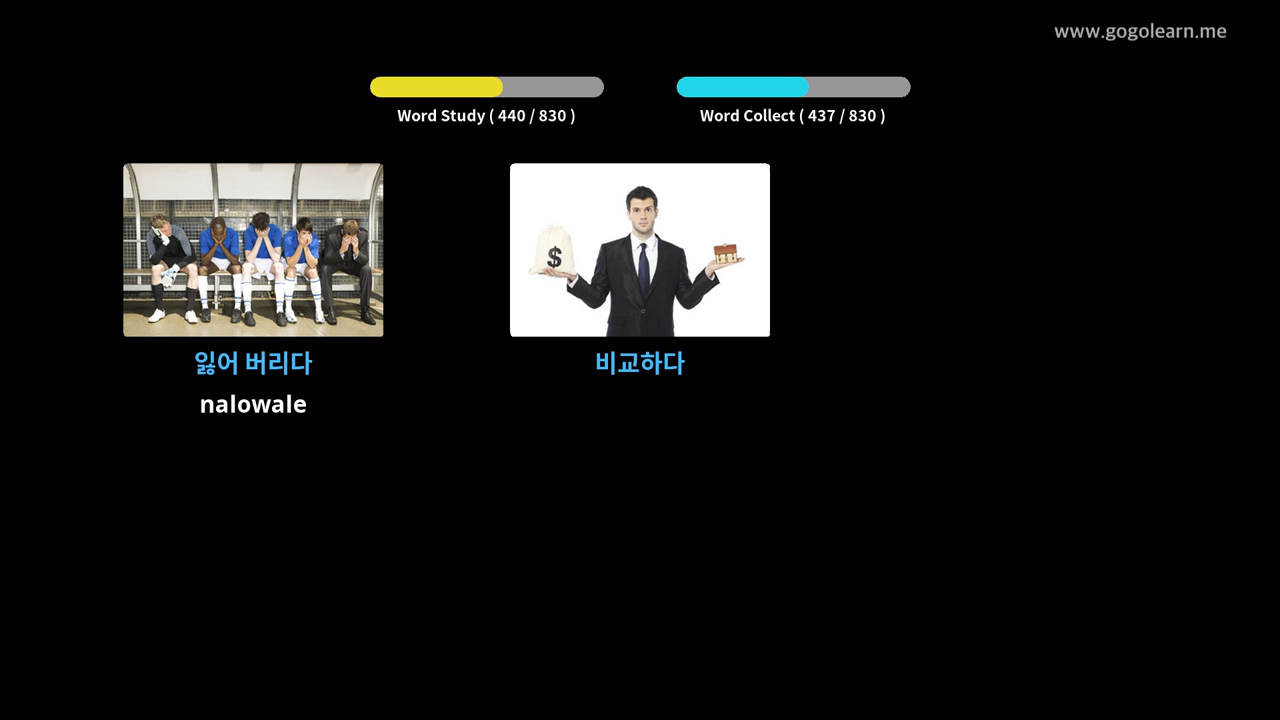 www.gogolearn.me
Word Study ( 440 / 830 )
Word Collect ( 437 / 830 )
$
잃어 버리다
비교하다
nalowale